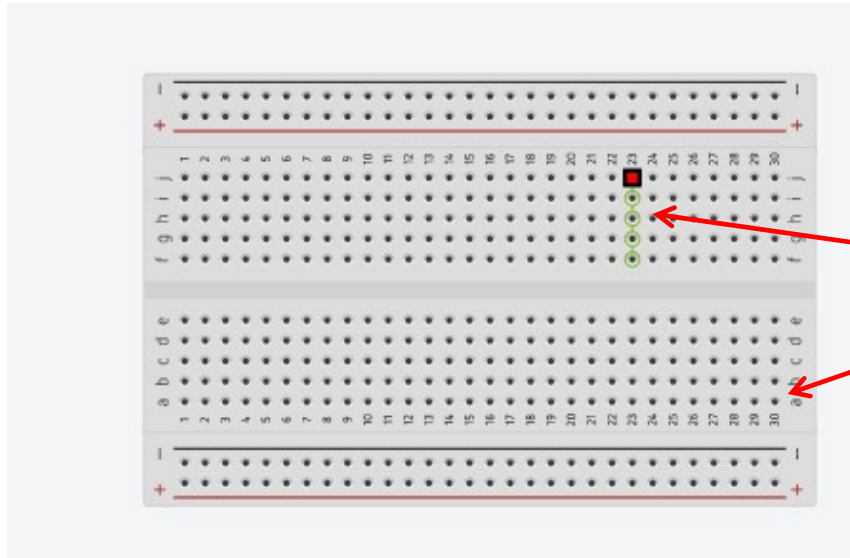 − −
+ +
1 2 3 4 5 6 7 8 9 10 11 12 13 14 15 16 17 18 19 20 21 22 23 24 25 26 27 28 29 30
j j
i i
h h
g g
f f
e e
d d
c c
b b
a a
1 2 3 4 5 6 7 8 9 10 11 12 13 14 15 16 17 18 19 20 21 22 23 24 25 26 27 28 29 30
− −
+ +